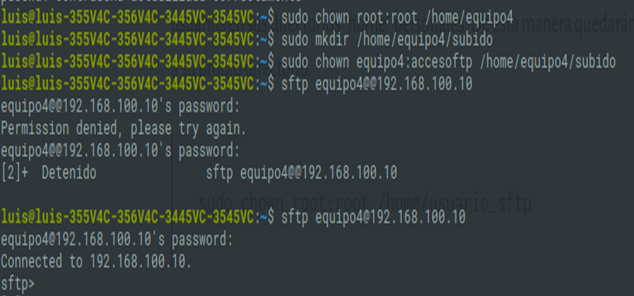 luis@luis-355V4C-356V4C-3445VC-3545VC:~$ sudo chown root:root /home/equipo4
luis@luis-355V4C-356V4C-3445VC-3545VC:~$ sudo mkdir /home/equipo4/subido
luis@luis-355V4C-356V4C-3445VC-3545VC:~$ sudo chown equipo4:accesoftp /home/equipo4/subido
luis@luis-355V4C-356V4C-3445VC-3545VC:~$ sftp equipo4@@192.168.100.10
equipo4@@192.168.100.10's password:
Permission denied, please try again.
equipo4@@192.168.100.10's password:
[2]+ Detenido sftp equipo4@@192.168.100.10
sudo chown root:root /home/usuario_sftp
luis@luis-355V4C-356V4C-3445VC-3545VC:~$ sftp equipo4@192.168.100.10
equipo4@192.168.100.10's password:
Connected to 192.168.100.10.
sftp>